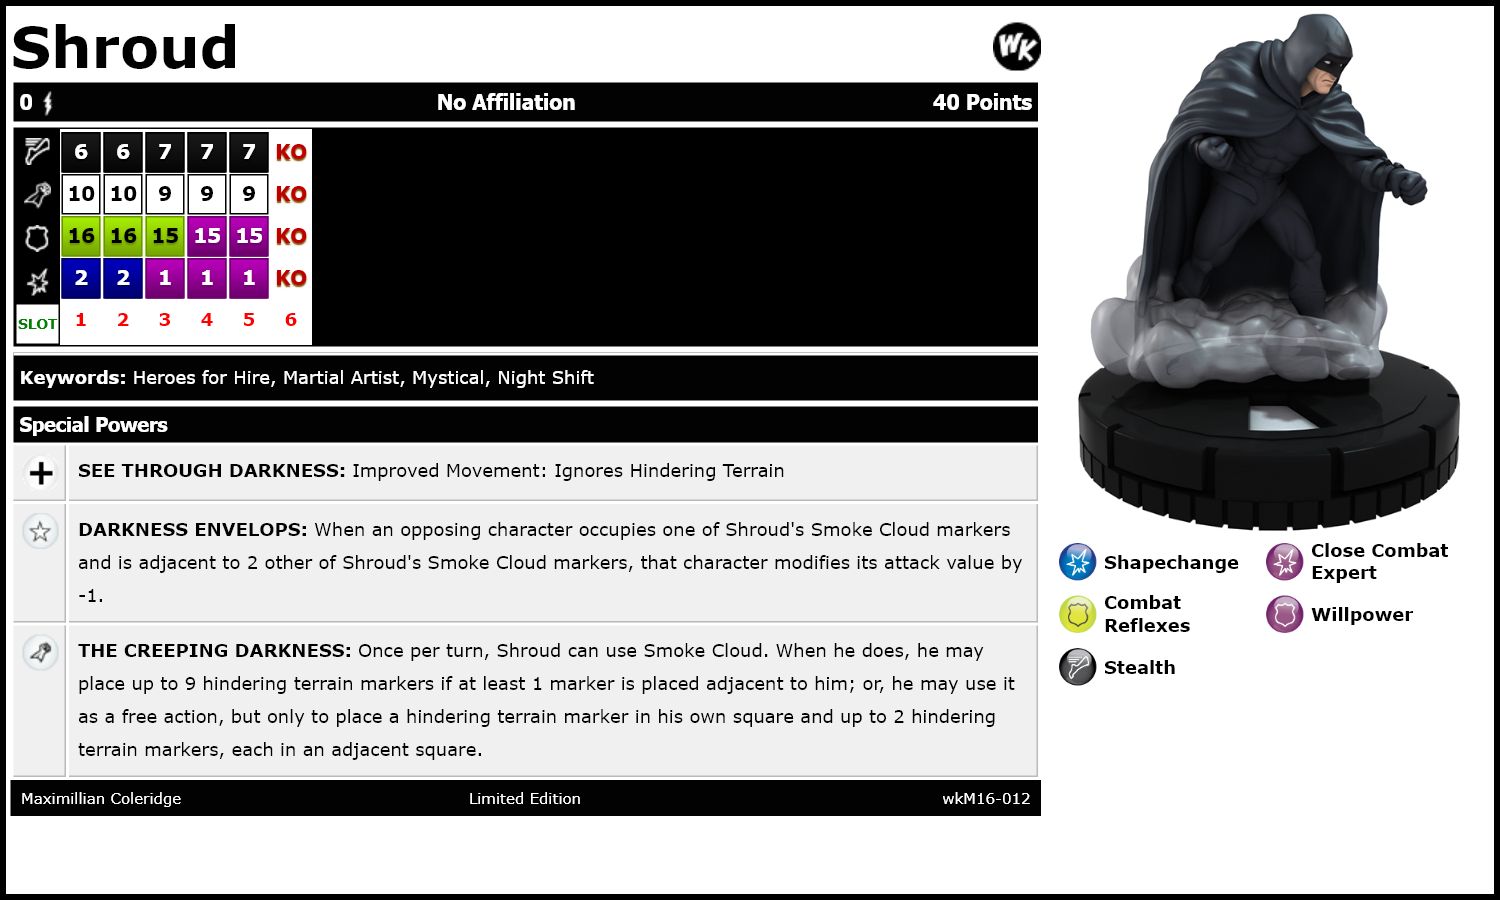 Shroud
WK
0 No Affiliation 40 Points
6 6 7 7 7 KO
10 10 9 9 9 KO
16 16 15 15 15 KO
2 2 1 1 1 KO
SLOT 1 2 3 4 5 6
Keywords: Heroes for Hire, Martial Artist, Mystical, Night Shift
Special Powers
SEE THROUGH DARKNESS: Improved Movement: Ignores Hindering Terrain
DARKNESS ENVELOPS: When an opposing character occupies one of Shroud's Smoke Cloud markers
and is adjacent to 2 other of Shroud's Smoke Cloud markers, that character modifies its attack value by
-1.
THE CREEPING DARKNESS: Once per turn, Shroud can use Smoke Cloud. When he does, he may
place up to 9 hindering terrain markers if at least 1 marker is placed adjacent to him; or, he may use it
as a free action, but only to place a hindering terrain marker in his own square and up to 2 hindering
terrain markers, each in an adjacent square.
Maximillian Coleridge Limited Edition wkM16-012
Shapechange
Close Combat
Expert
Combat
Reflexes
Willpower
Stealth